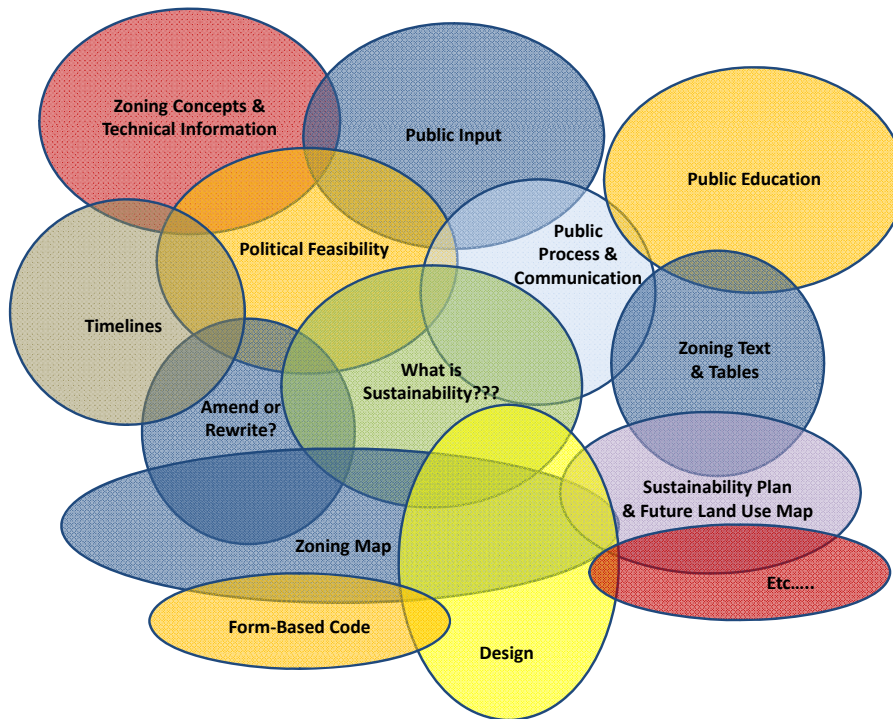 Zoning Concepts &
Technical Information
Public Input
Public Education
Political Feasibility
Public
Process &
Communication
Timelines
Zoning Text
& Tables
What is
Sustainability???
Amend or
Rewrite?
Sustainability Plan
& Future Land Use Map
Zoning Map
Etc…..
Form-Based Code
Design